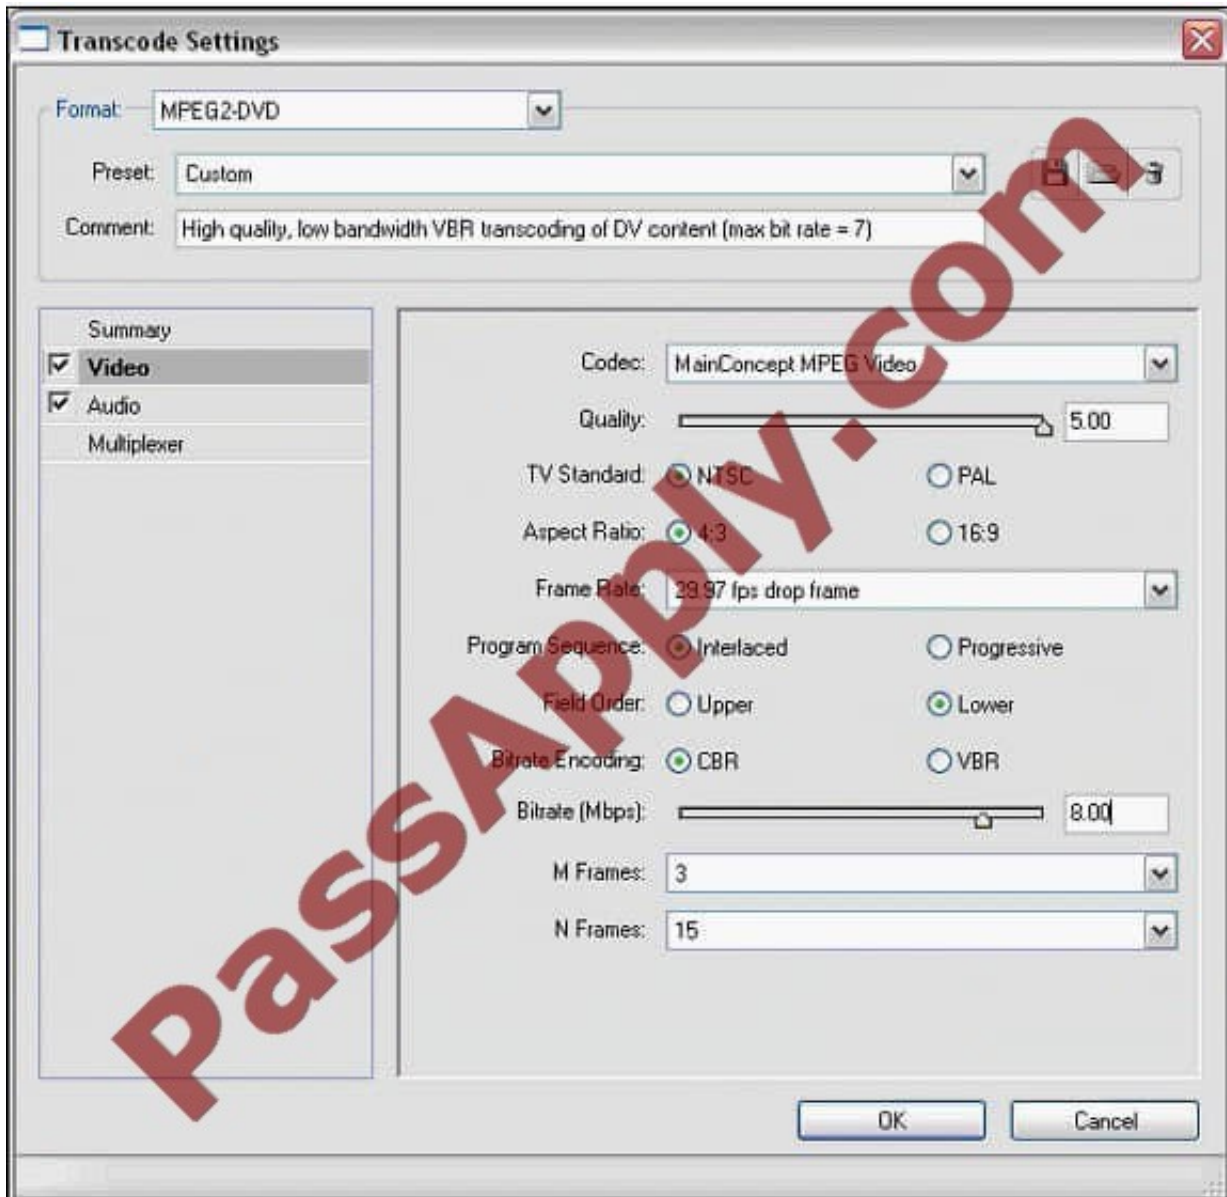 Transcode Settings
Format: MPEG2-DVD
Preset: Custom
Comment: High quality, low bandwidth VBR transcoding of DV content (max bit rate = 7)
Summary
Video
Audio
Multiplexer
Codec: MainConcept MPEG Video
Quality: 5.00
TV Standard: NTSC PAL
Aspect Ratio: 4:3 16:9
Frame Rate: 29.97 fps drop frame
Program Sequence: Interlaced Progressive
Field Order: Upper Lower
Bitrate Encoding: CBR VBR
Bitrate (Mbps): 8.00
M Frames: 3
N Frames: 15
OK Cancel
PassApply.com